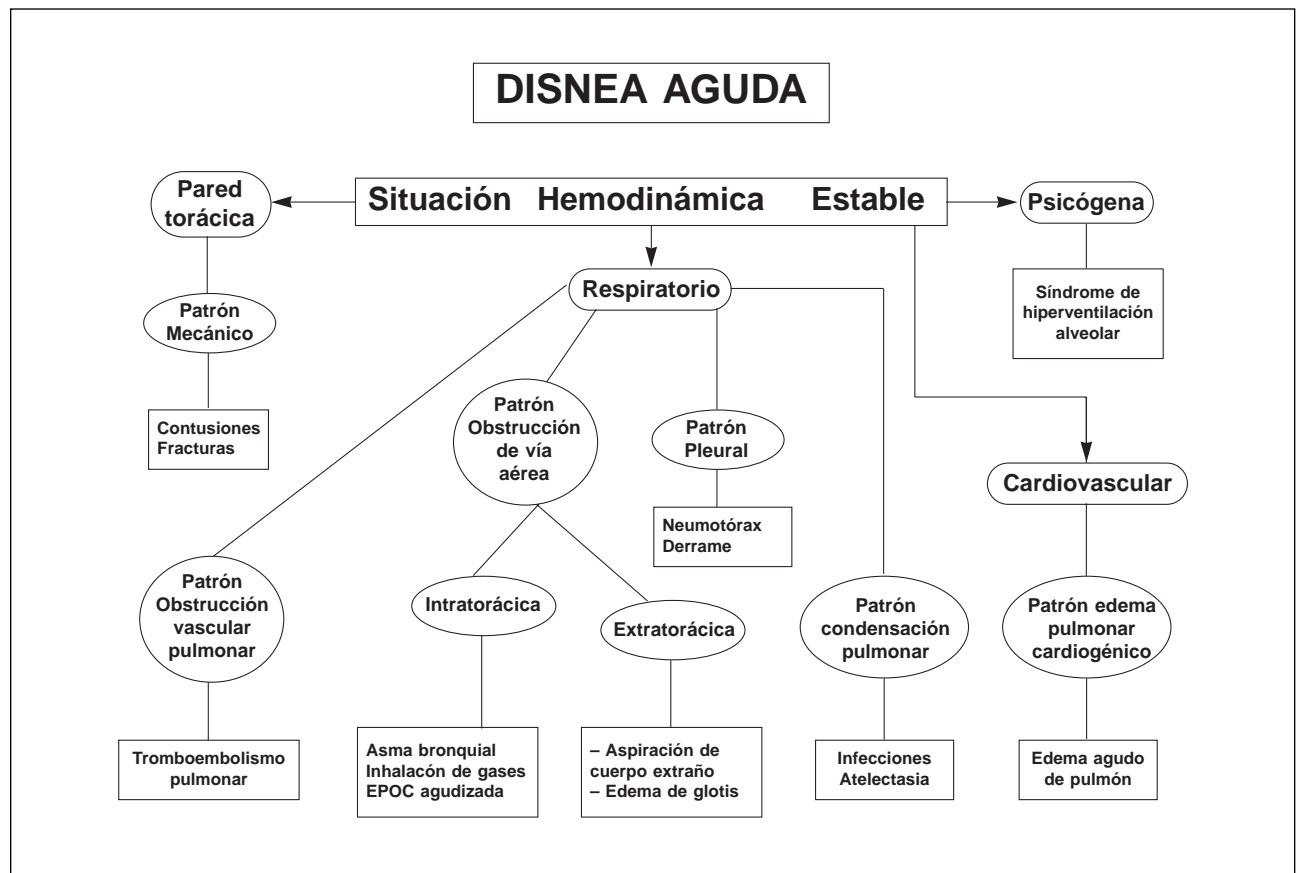 DISNEA AGUDA
Pared
torácica
Situación Hemodinámica Estable
Psicógena
Respiratorio
Síndrome de
hiperventilación
alveolar
Patrón
Mecánico
Contusiones
Fracturas
Patrón
Obstrucción
de vía
aérea
Patrón
Pleural
Cardiovascular
Neumotórax
Derrame
Patrón
Obstrucción
vascular
pulmonar
Intratorácica
Extratorácica
Patrón
condensación
pulmonar
Patrón edema
pulmonar
cardiogénico
Tromboembolismo
pulmonar
Asma bronquial
Inhalacón de gases
EPOC agudizada
– Aspiración de
cuerpo extraño
– Edema de glotis
Infecciones
Atelectasia
Edema agudo
de pulmón